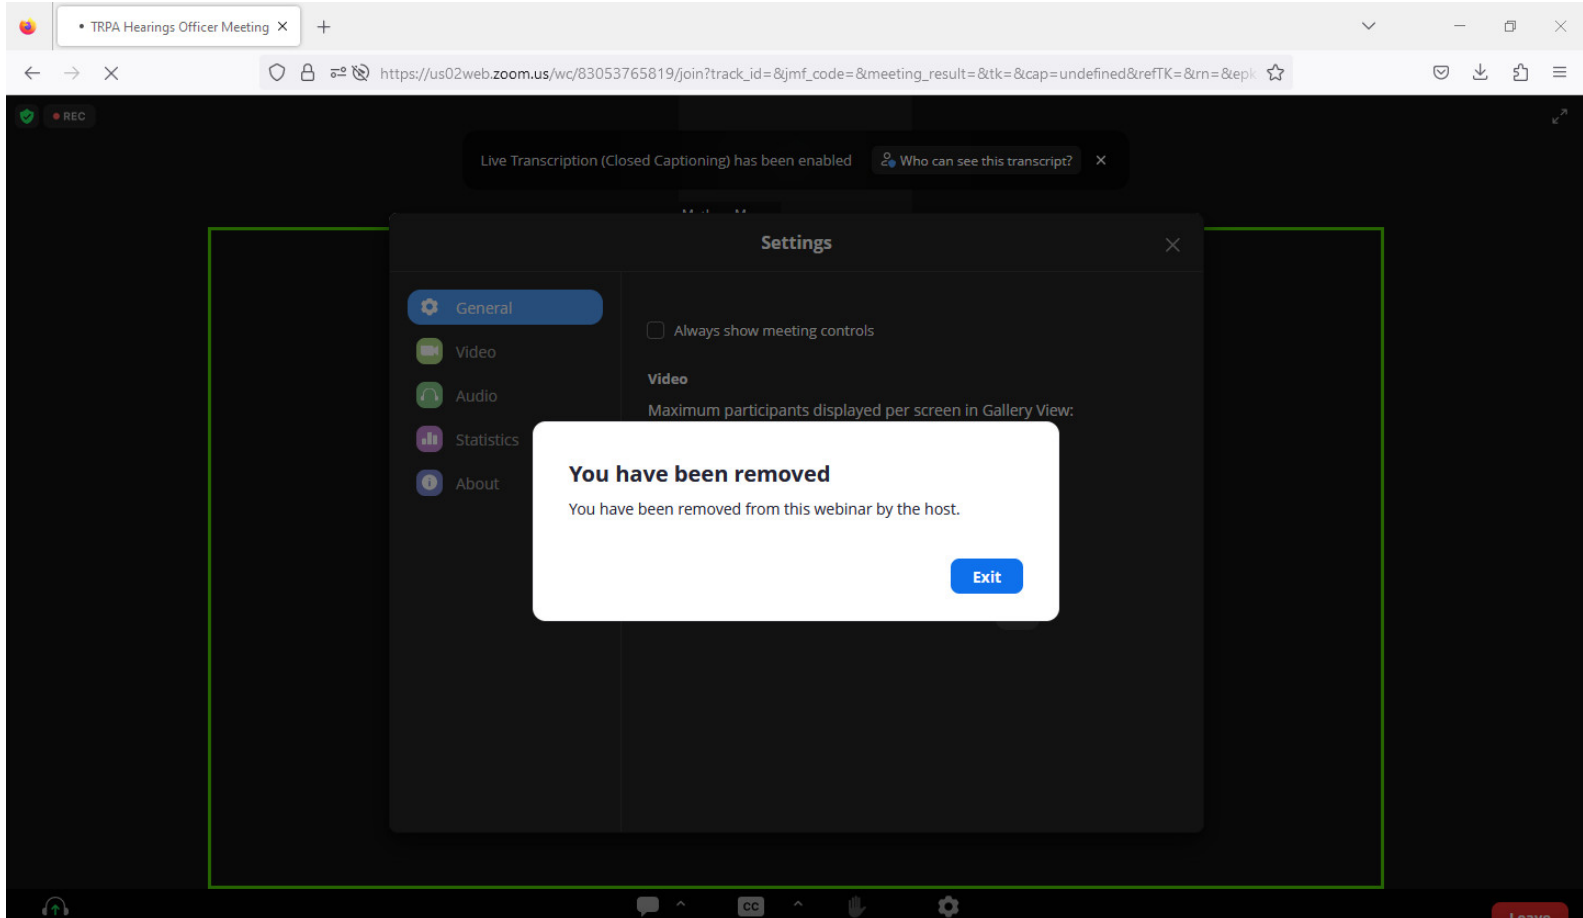 • TRPA Hearings Officer Meeting
https://us02web.zoom.us/wc/83053765819/join?track_id=&jmf_code=&meeting_result=&tk=&cap=undefined&refTK=&rn=&epk
REC
Live Transcription (Closed Captioning) has been enabled Who can see this transcript?
Settings
General
Always show meeting controls
Video
Video
Audio
Maximum participants displayed per screen in Gallery View:
Statistics
About
You have been removed
You have been removed from this webinar by the host.
Exit
CC
Leave